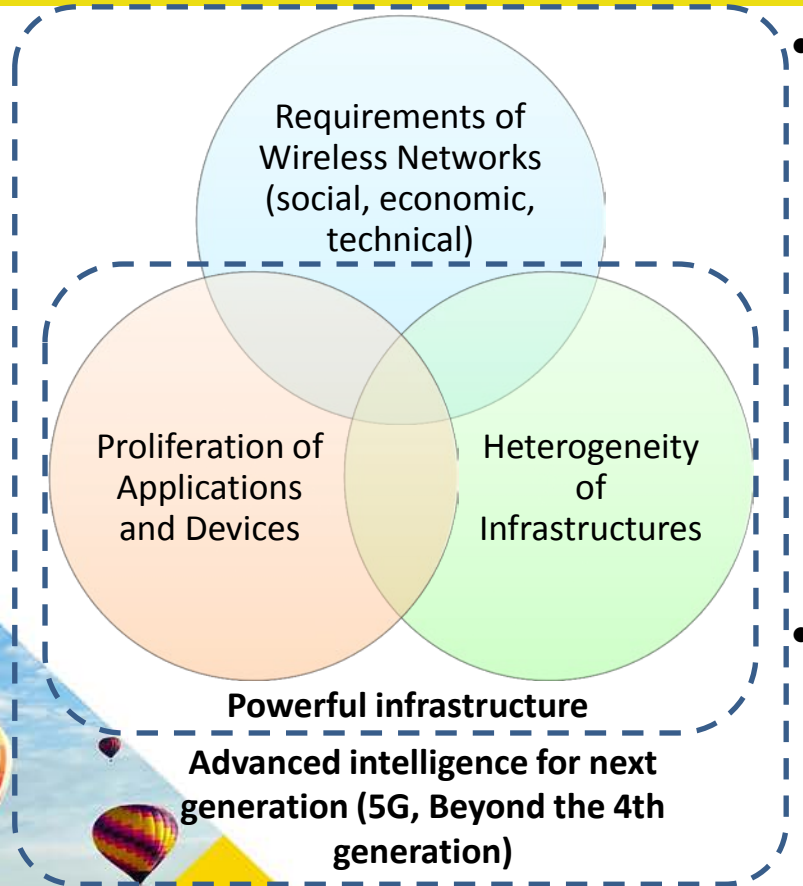 Requirements of
Wireless Networks
(social, economic,
technical)
Proliferation of
Applications
and Devices
Heterogeneity
of
Infrastructures
Powerful infrastructure
Advanced intelligence for next
generation (5G, Beyond the 4th
generation)